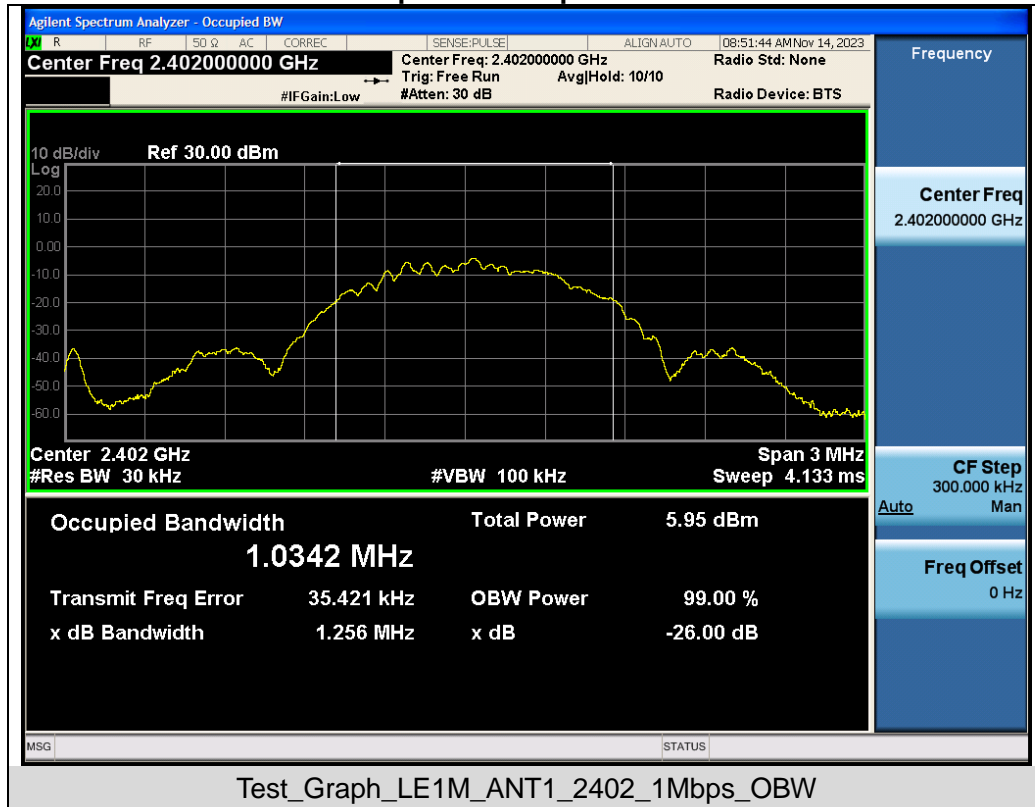 Agilent Spectrum Analyzer - Occupied BW
LXI R RF 50 Ω AC CORREC SENSE:PULSE ALIGN AUTO 08:51:44 AM Nov 14, 2023
Center Freq 2.402000000 GHz
Center Freq: 2.402000000 GHz Radio Std: None
Trig: Free Run Avg|Hold: 10/10
#IFGain:Low #Atten: 30 dB Radio Device: BTS
Frequency
10 dB/div Ref 30.00 dBm
Log
20.0
10.0
0.00
-10.0
-20.0
-30.0
-40.0
-50.0
-60.0
Center 2.402 GHz Span 3 MHz
#Res BW 30 kHz #VBW 100 kHz Sweep 4.133 ms
Center Freq
2.402000000 GHz
CF Step
300.000 kHz
Auto Man
Freq Offset
0 Hz
Occupied Bandwidth Total Power 5.95 dBm
1.0342 MHz
Transmit Freq Error 35.421 kHz OBW Power 99.00 %
x dB Bandwidth 1.256 MHz x dB -26.00 dB
MSG STATUS
Test_Graph_LE1M_ANT1_2402_1Mbps_OBW